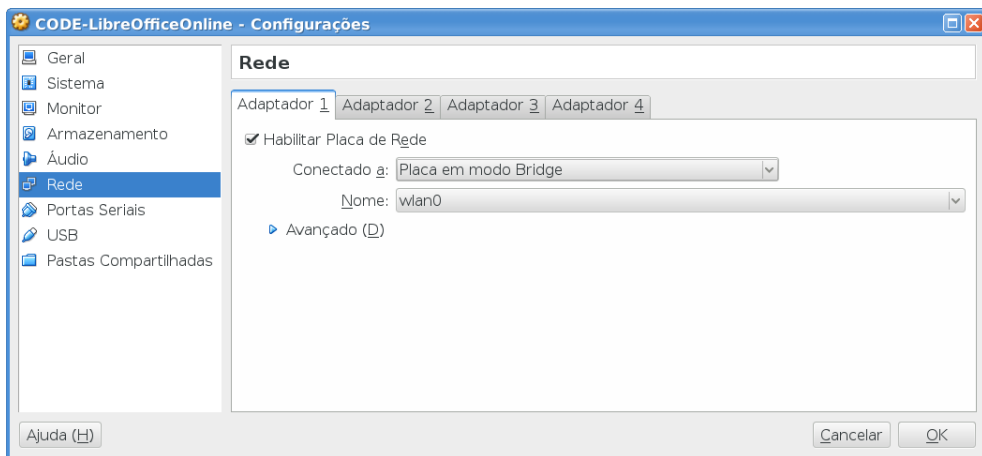 CODE-LibreOfficeOnline - Configurações
Geral
Sistema
Monitor
Armazenamento
Áudio
Rede
Portas Seriais
USB
Pastas Compartilhadas
Rede
Adaptador 1 Adaptador 2 Adaptador 3 Adaptador 4
Habilitar Placa de Rede
Conectado a: Placa em modo Bridge
Nome: wlan0
Avançado (D)
Ajuda (H) Cancelar OK